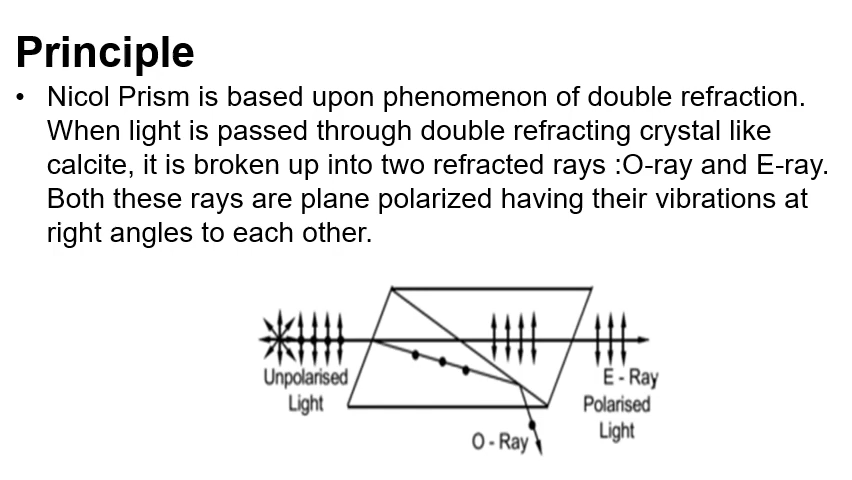 Principle
• Nicol Prism is based upon phenomenon of double refraction.
When light is passed through double refracting crystal like
calcite, it is broken up into two refracted rays :O-ray and E-ray.
Both these rays are plane polarized having their vibrations at
right angles to each other.
Unpolarised
Light
E - Ray
Polarised
Light
O - Ray